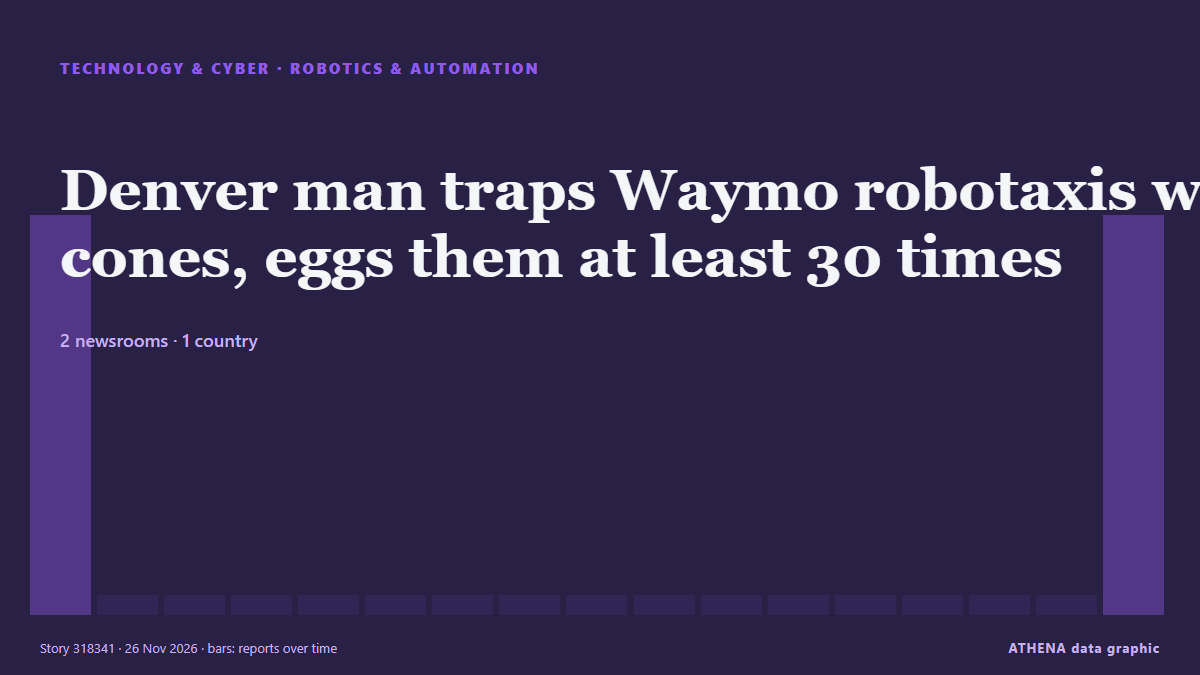 TECHNOLOGY & CYBER · ROBOTICS & AUTOMATION
Denver man traps Waymo robotaxis
cones, eggs them at least 30 times
2 newsrooms · 1 country
Story 318341 · 26 Nov 2026 · bars: reports over time
ATHENA data graphic